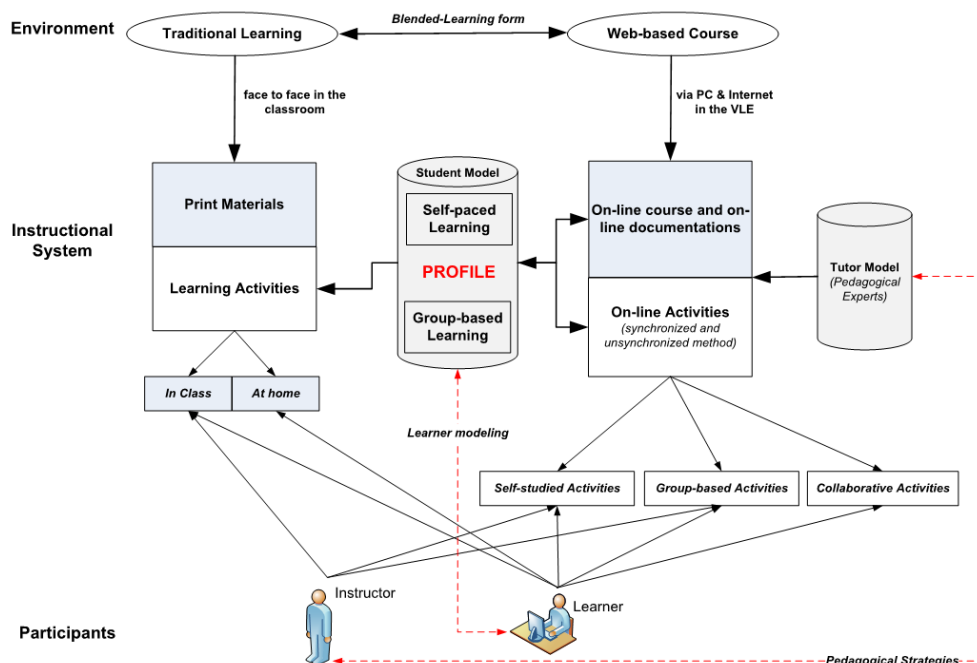 Environment
Traditional Learning
Blended-Learning form
Web-based Course
face to face in the
classroom
via PC & Internet
in the VLE
Instructional
System
Print Materials
Learning Activities
Student Model
Self-paced
Learning
PROFILE
Group-based
Learning
On-line course and on-
line documentations
On-line Activities
(synchronized and
unsynchronized method)
Tutor Model
(Pedagogical
Experts)
In Class
At home
Learner modeling
Self-studied Activities
Group-based Activities
Collaborative Activities
Participants
Instructor
Learner
Pedagogical Strategies